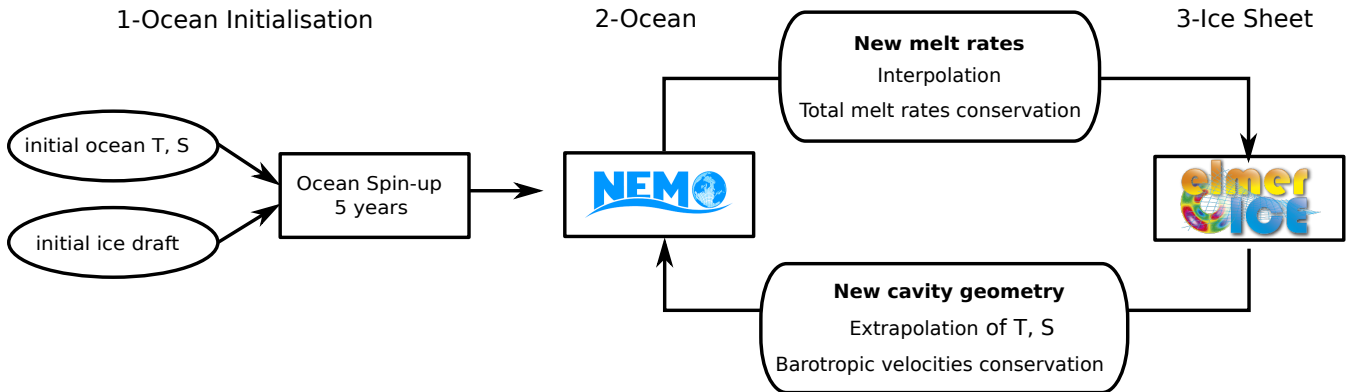 1-Ocean Initialisation
2-Ocean
3-Ice Sheet
initial ocean T, S
initial ice draft
Ocean Spin-up
5 years
NEMO
New melt rates
Interpolation
Total melt rates conservation
elmer
ICE
New cavity geometry
Extrapolation of T, S
Barotropic velocities conservation